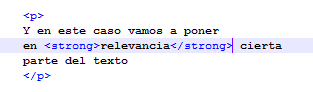 <p>
Y en este caso vamos a poner
en <strong>relevancia</strong> cierta
parte del texto
</p>